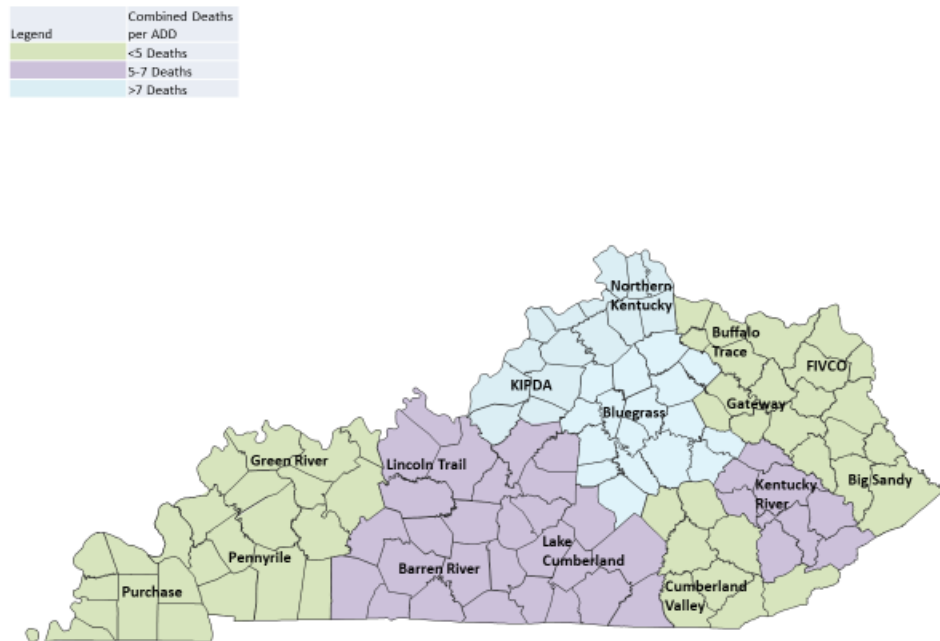 Legend
Combined Deaths
per ADD
<5 Deaths
5-7 Deaths
>7 Deaths
Northern
Kentucky
Buffalo
Trace
FIVCO
KIPDA
Gateway
Bluegrass
Green River
Lincoln Trail
Kentucky
River
Big Sandy
Pennyrile
Lake
Cumberland
Barren River
Purchase
Cumberland
Valley